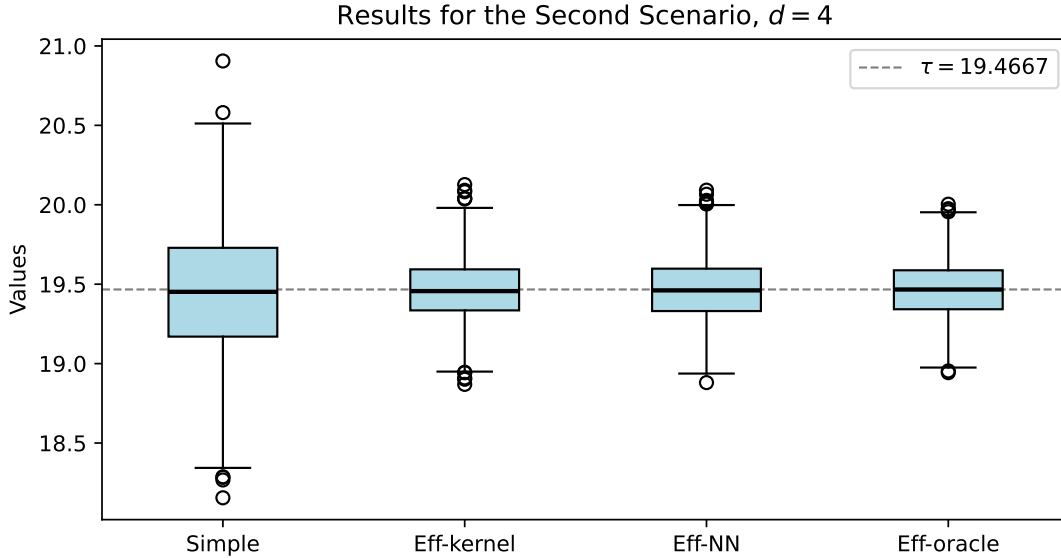 Results for the Second Scenario, d = 4
Values
21.0
20.5
20.0
19.5
19.0
18.5
τ = 19.4667
Simple
Eff-kernel
Eff-NN
Eff-oracle